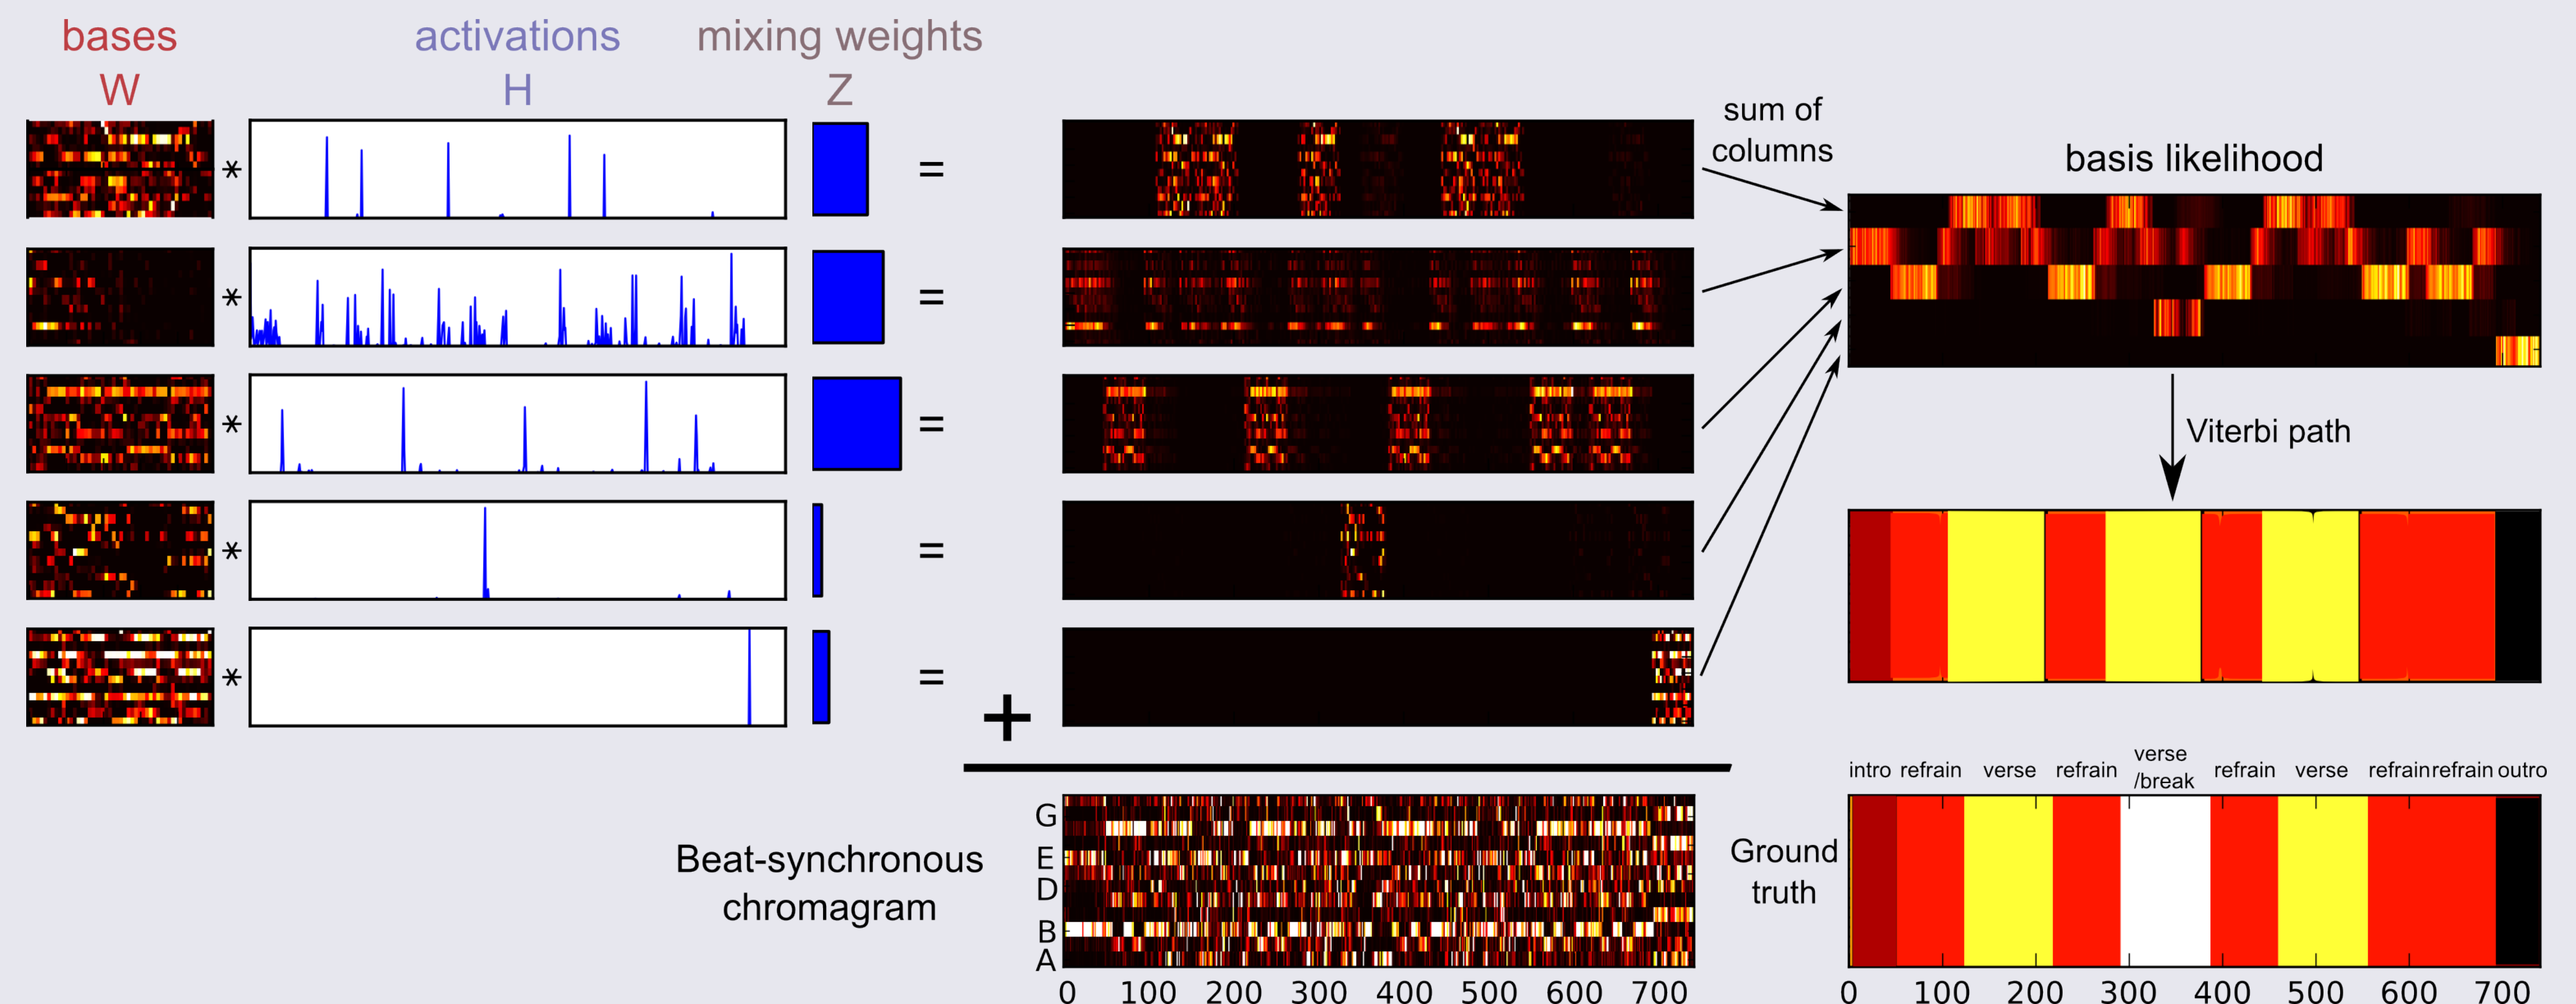 bases
W
activations
H
mixing weights
Z
*
=
*
=
*
=
*
=
*
=
+
sum of
columns
basis likelihood
Viterbi path
Beat-synchronous
chromagram
G
E
D
B
A
0 100 200 300 400 500 600 700
intro refrain verse refrain verse /break refrain verse refrain refrain outro
Ground
truth
0 100 200 300 400 500 600 700